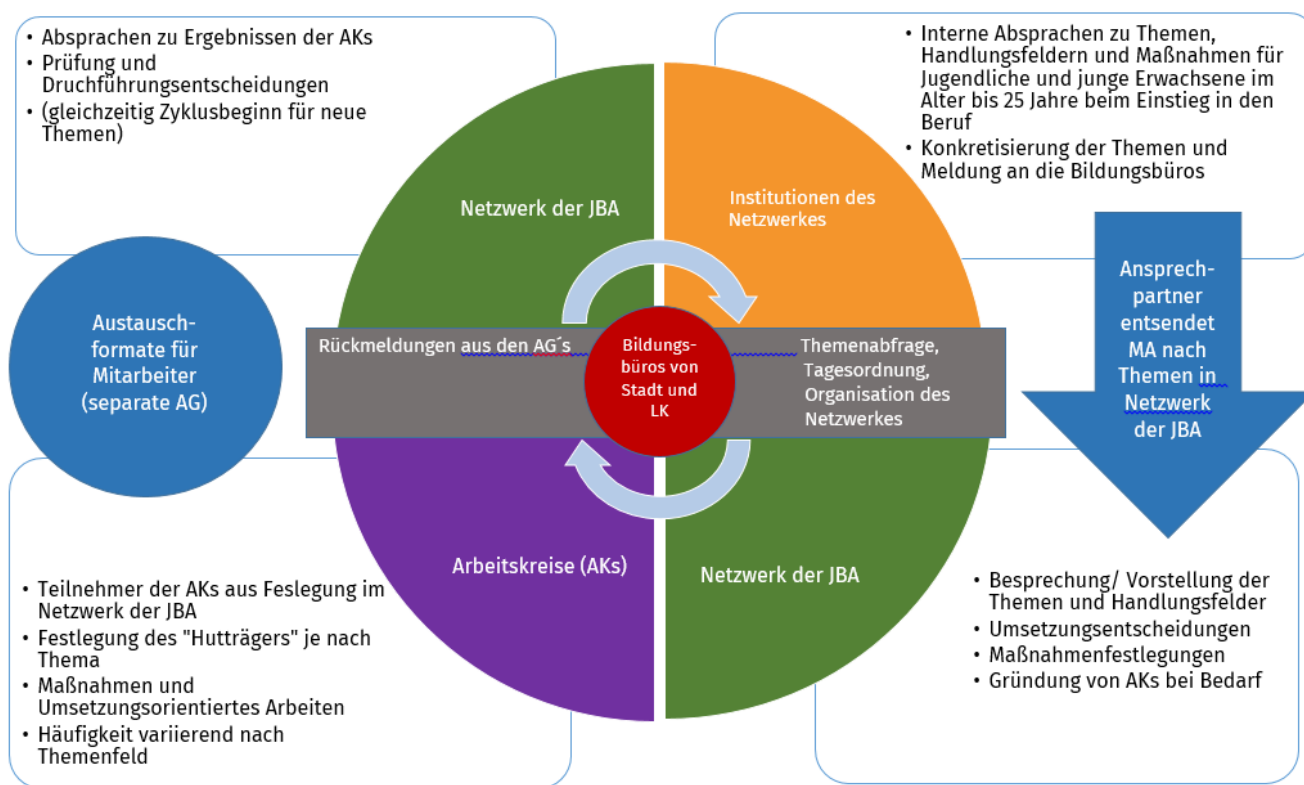 • Absprachen zu Ergebnissen der AKs
• Prüfung und
Druchführungsentscheidungen
• (gleichzeitig Zyklusbeginn für neue
Themen)
• Interne Absprachen zu Themen,
Handlungsfeldern und Maßnahmen für
Jugendliche und junge Erwachsene im
Alter bis 25 Jahre beim Einstieg in den
Beruf
• Konkretisierung der Themen und
Meldung an die Bildungsbüros
Netzwerk der JBA
Institutionen des
Netzwerkes
Austausch-
formate für
Mitarbeiter
(separate AG)
Rückmeldungen aus den AG´s
Bildungs-
büros von
Stadt und
LK
Themenabfrage,
Tagesordnung,
Organisation des
Netzwerkes
Ansprech-
partner
entsendet
MA nach
Themen in
Netzwerk
der JBA
Arbeitskreise (AKs)
Netzwerk der JBA
• Teilnehmer der AKs aus Feslegung im
Netzwerk der JBA
• Festlegung des "Hutträgers" je nach
Thema
• Maßnahmen und
Umsetzungsorientiertes Arbeiten
• Häufigkeit variierend nach
Themenfeld
• Besprechung/ Vorstellung der
Themen und Handlungsfelder
• Umsetzungsentscheidungen
• Maßnahmenfestlegungen
• Gründung von AKs bei Bedarf